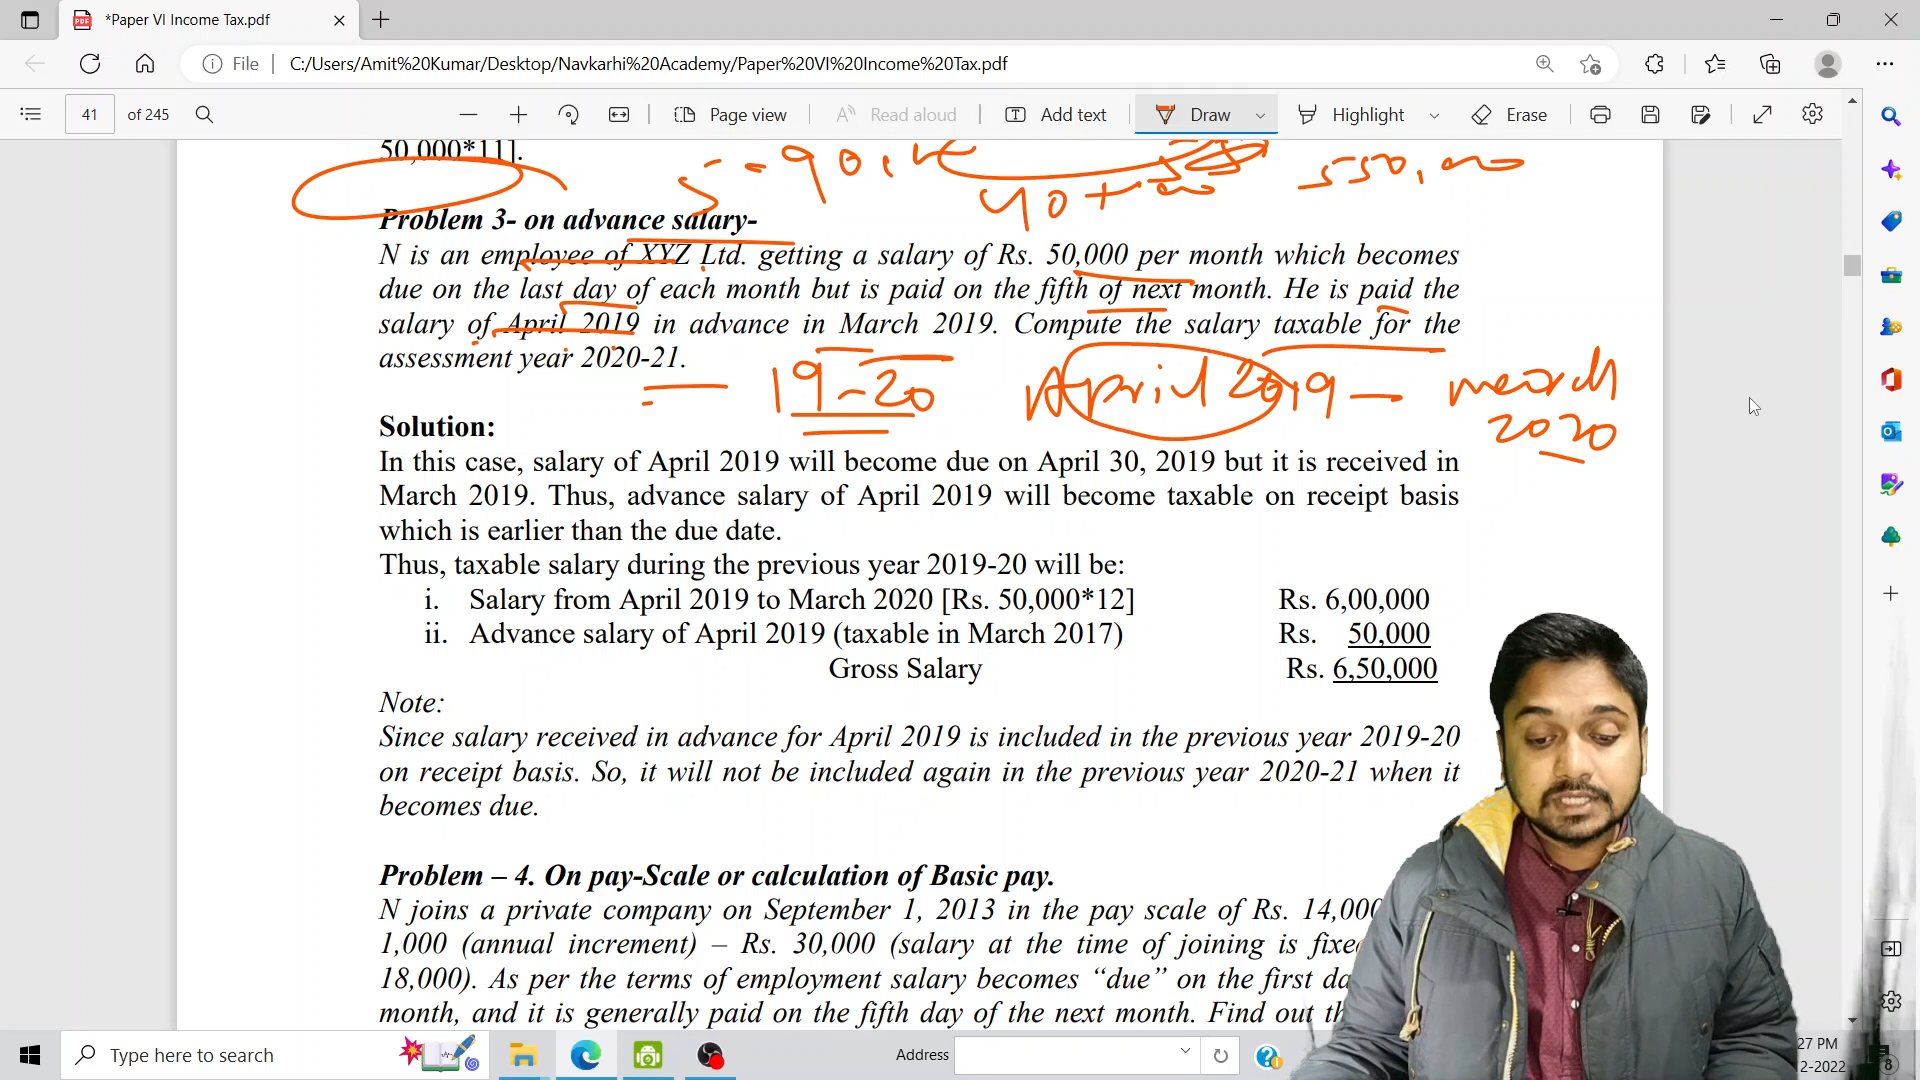 *Paper VI Income Tax.pdf
File C:/Users/Amit%20Kumar/Desktop/Navkarhi%20Academy/Paper%20VI%20Income%20Tax.pdf
41 of 245 Page view Read aloud Add text Draw Highlight Erase
50,000*11].
550,
Problem 3- on advance salary-
N is an employee of XYZ Ltd. getting a salary of Rs. 50,000 per month which becomes
due on the last day of each month but is paid on the fifth of next month. He is paid the
salary of April 2019 in advance in March 2019. Compute the salary taxable for the
assessment year 2020-21.
19-20 April 2019 — march
2020
Solution:
In this case, salary of April 2019 will become due on April 30, 2019 but it is received in
March 2019. Thus, advance salary of April 2019 will become taxable on receipt basis
which is earlier than the due date.
Thus, taxable salary during the previous year 2019-20 will be:
i. Salary from April 2019 to March 2020 [Rs. 50,000*12] Rs. 6,00,000
ii. Advance salary of April 2019 (taxable in March 2017) Rs. 50,000
Gross Salary Rs. 6,50,000
Note:
Since salary received in advance for April 2019 is included in the previous year 2019-20
on receipt basis. So, it will not be included again in the previous year 2020-21 when it
becomes due.
Problem – 4. On pay-Scale or calculation of Basic pay.
N joins a private company on September 1, 2013 in the pay scale of Rs. 14,000
1,000 (annual increment) – Rs. 30,000 (salary at the time of joining is
18,000). As per the terms of employment salary becomes “due” on the first
month, and it is generally paid on the fifth day of the next month. Find out
Type here to search Address
27 PM
2-2022
8